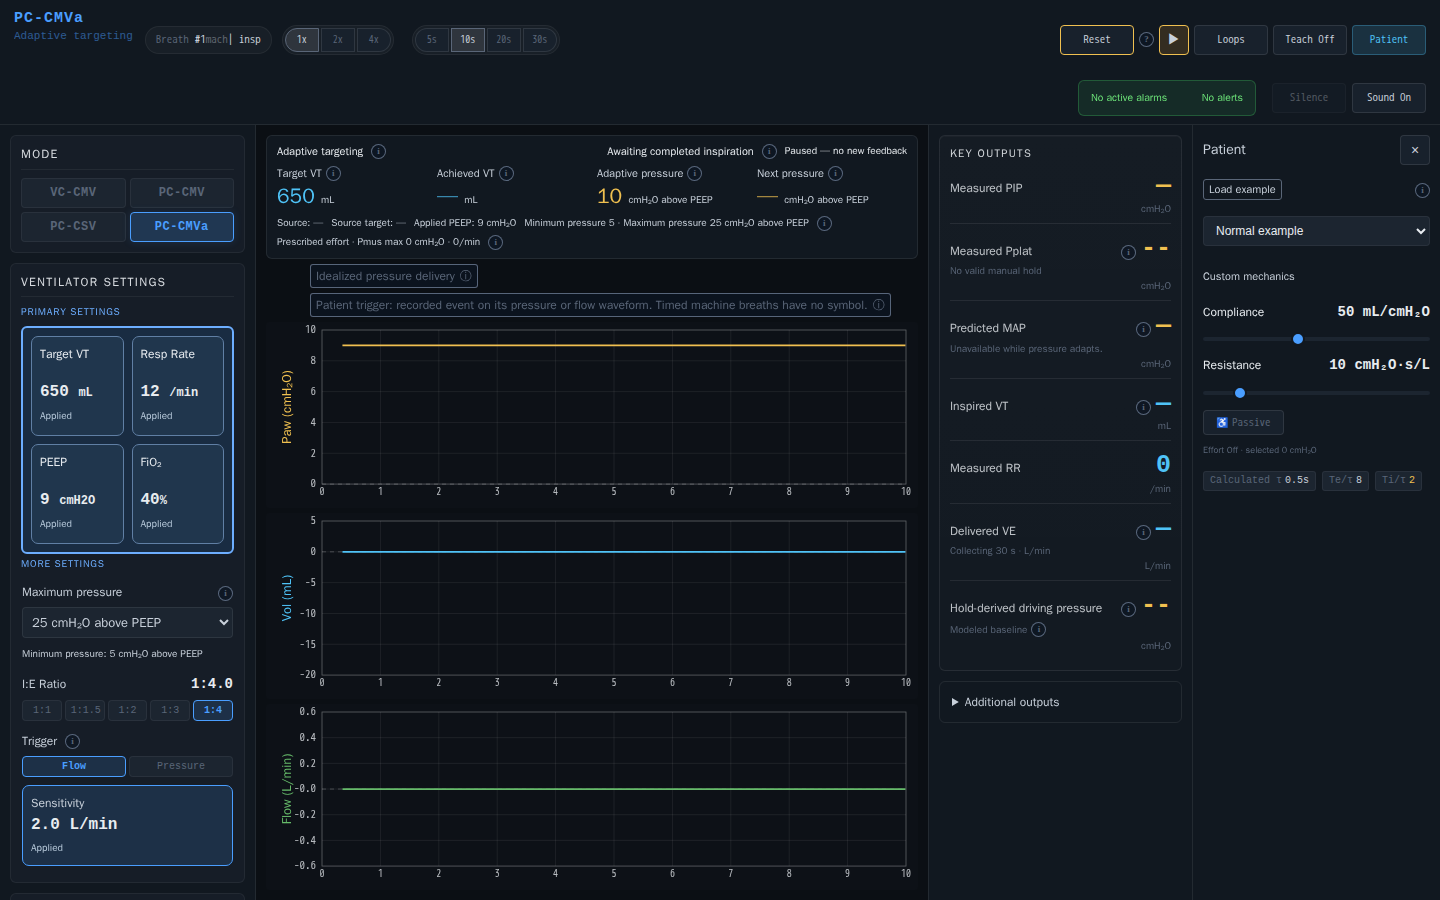 PC-CMVa
Adaptive targeting
Breath #1mach| insp
1x 2x 4x
5s 10s 20s 30s
Reset ? ▶ Loops Teach Off Patient
No active alarms No alerts Silence Sound On
MODE
VC-CMV PC-CMV
PC-CSV PC-CMVa
VENTILATOR SETTINGS
PRIMARY SETTINGS
Target VT Resp Rate
650 mL 12 /min
Applied Applied
PEEP FiO₂
9 cmH2O 40%
Applied Applied
MORE SETTINGS
Maximum pressure i
25 cmH₂O above PEEP
Minimum pressure: 5 cmH₂O above PEEP
I:E Ratio 1:4.0
1:1 1:1.5 1:2 1:3 1:4
Trigger i
Flow Pressure
Sensitivity
2.0 L/min
Applied
Adaptive targeting i Awaiting completed inspiration i Paused — no new feedback
Target VT i Achieved VT i Adaptive pressure i Next pressure i
650 mL — mL 10 cmH₂O above PEEP — cmH₂O above PEEP
Source: — Source target: — Applied PEEP: 9 cmH₂O Minimum pressure 5 · Maximum pressure 25 cmH₂O above PEEP i
Prescribed effort · Pmus max 0 cmH₂O · 0/min i
Idealized pressure delivery ⓘ
Patient trigger: recorded event on its pressure or flow waveform. Timed machine breaths have no symbol. ⓘ
Paw (cmH₂O)
10
8
6
4
2
0
0 1 2 3 4 5 6 7 8 9 10
Vol (mL)
5
0
-5
-10
-15
-20
0 1 2 3 4 5 6 7 8 9 10
Flow (L/min)
0.6
0.4
0.2
-0.0
-0.2
-0.4
-0.6
0 1 2 3 4 5 6 7 8 9 10
KEY OUTPUTS
Measured PIP —
cmH₂O
Measured Pplat i --
No valid manual hold
cmH₂O
Predicted MAP i —
Unavailable while pressure adapts.
cmH₂O
Inspired VT i —
mL
Measured RR 0
/min
Delivered VE i —
Collecting 30 s · L/min
L/min
Hold-derived driving pressure i --
Modeled baseline i
cmH₂O
▶ Additional outputs
Patient ×
Load example i
Normal example
Custom mechanics
Compliance 50 mL/cmH₂O
Resistance 10 cmH₂O·s/L
♿ Passive
Effort Off · selected 0 cmH₂O
Calculated τ 0.5s Te/τ 8 Ti/τ 2